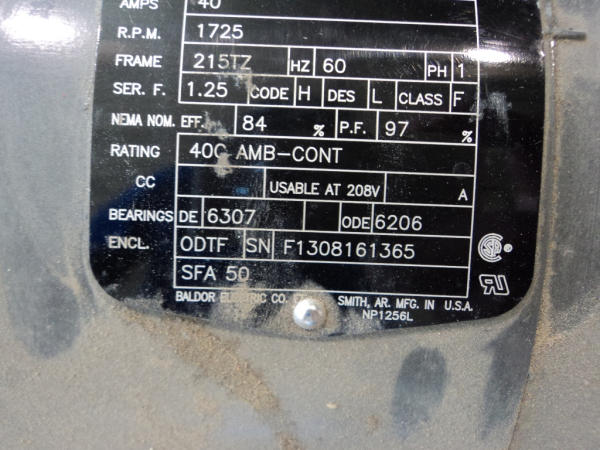 AMPS 40
R.P.M. 1725
FRAME 215TZ HZ 60 PH 1
SER. F. 1.25 CODE H DES L CLASS F
NEMA NOM. EFF. 84 % P.F. 97 %
RATING 40C AMB-CONT
CC USABLE AT 208V A
BEARINGS DE 6307 ODE 6206
ENCL. ODTF SN F1308161365
SFA 50
BALDOR ELECTRIC CO. SMITH, AR. MFG. IN U.S.A.
NP1256L